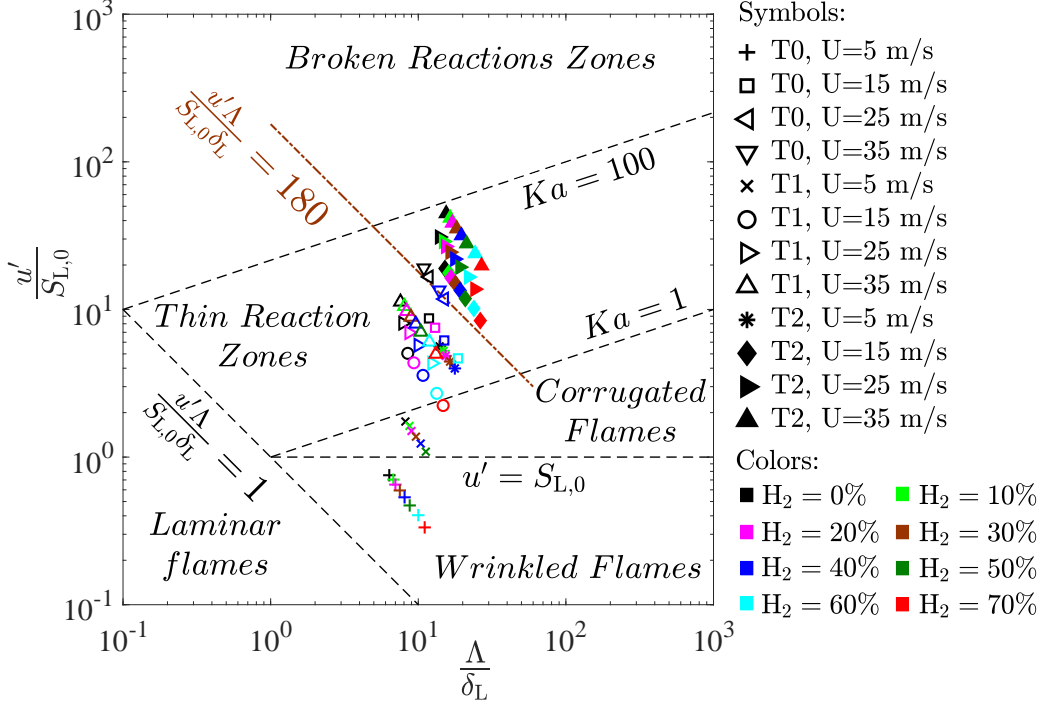 10^3
10^2
10^1
10^0
10^-1
u′/S_L,0
Broken Reactions Zones
u′Λ/S_L,0δ_L = 180
Ka = 100
Thin Reaction
Zones
Ka = 1
Corrugated
Flames
u′Λ/S_L,0δ_L = 1
u′ = S_L,0
Laminar
flames
Wrinkled Flames
10^-1 10^0 10^1 10^2 10^3
Λ/δ_L
Symbols:
T0, U=5 m/s
T0, U=15 m/s
T0, U=25 m/s
T0, U=35 m/s
T1, U=5 m/s
T1, U=15 m/s
T1, U=25 m/s
T1, U=35 m/s
T2, U=5 m/s
T2, U=15 m/s
T2, U=25 m/s
T2, U=35 m/s
Colors:
H₂ = 0% H₂ = 10%
H₂ = 20% H₂ = 30%
H₂ = 40% H₂ = 50%
H₂ = 60% H₂ = 70%